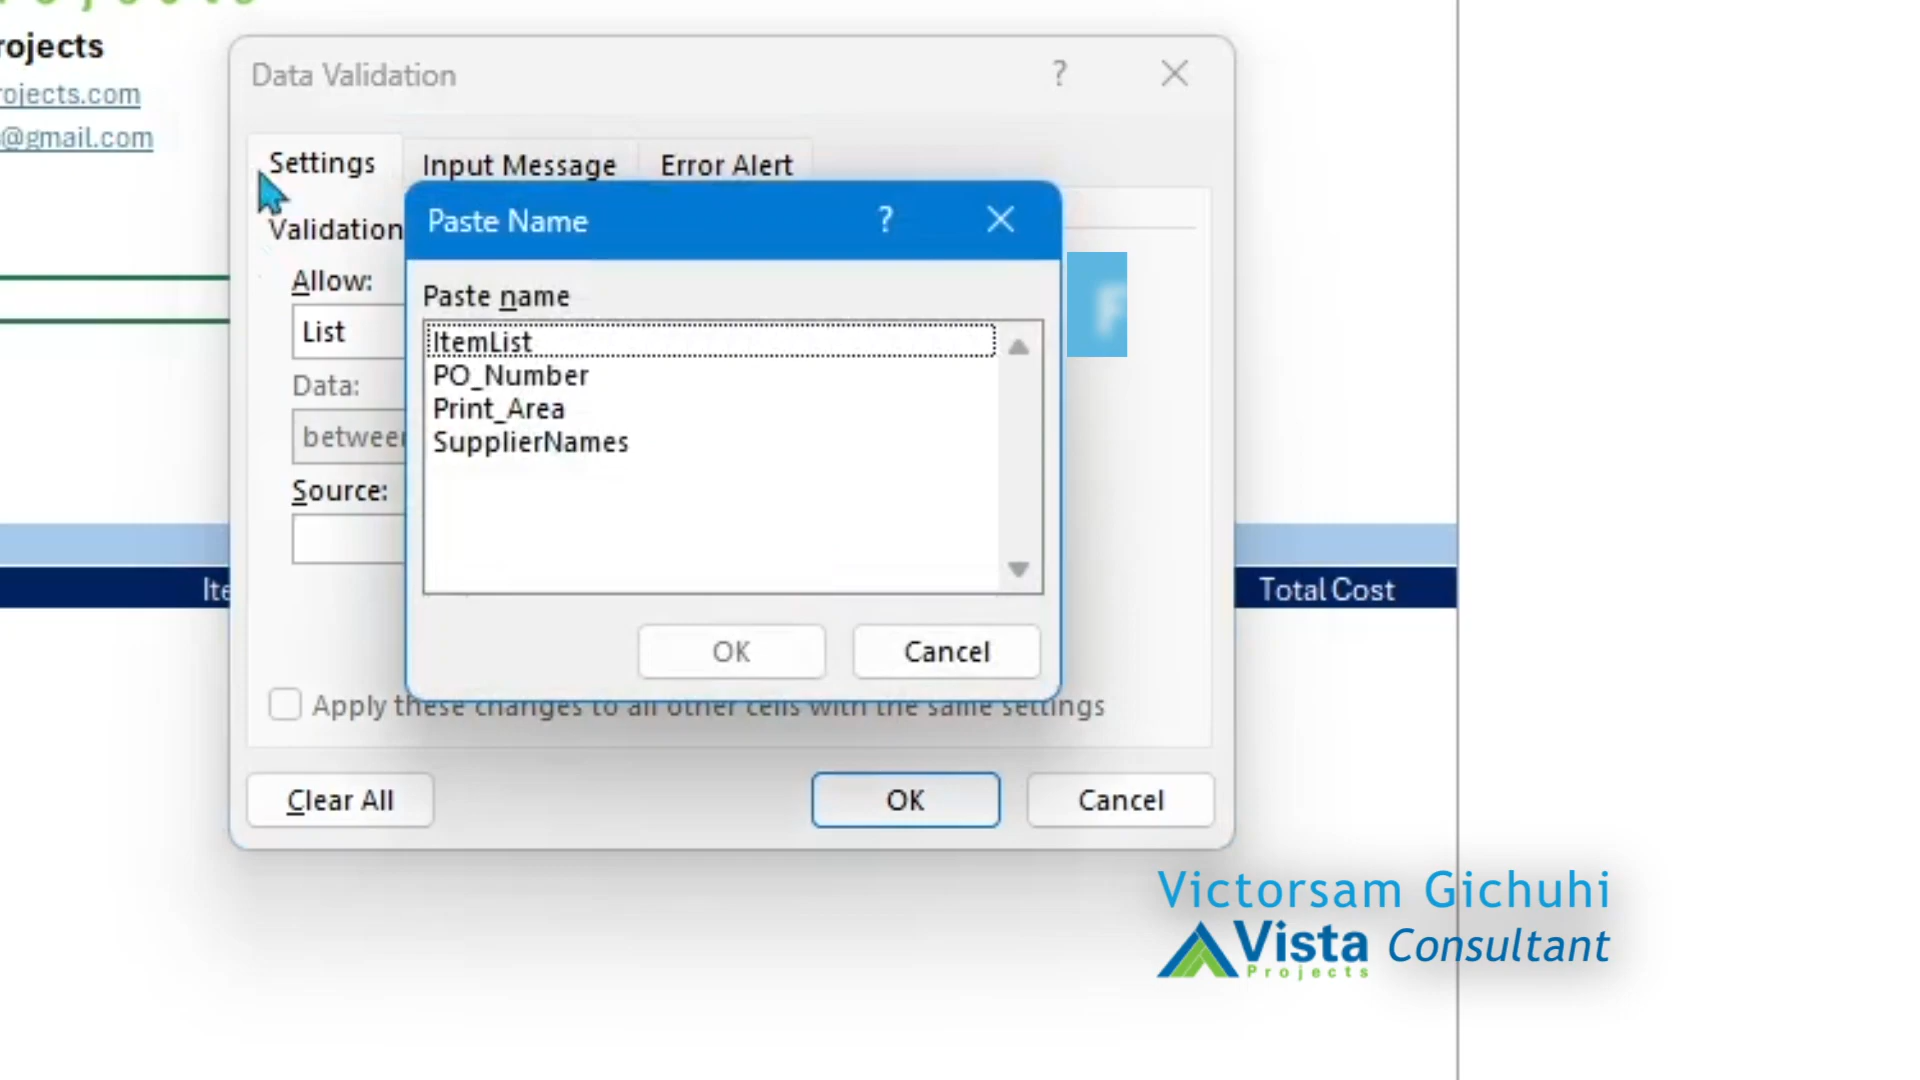 rojects
rojects.com
@gmail.com
Data Validation
?
Settings
Input Message
Error Alert
Validation
Allow:
List
Data:
Source:
Paste Name
?
Paste name
ItemList
PO_Number
Print_Area
SupplierNames
OK
Cancel
Apply these changes to all other cells with the same settings
Clear All
OK
Cancel
Total Cost
Victorsam Gichuhi
Vista
Projects
Consultant